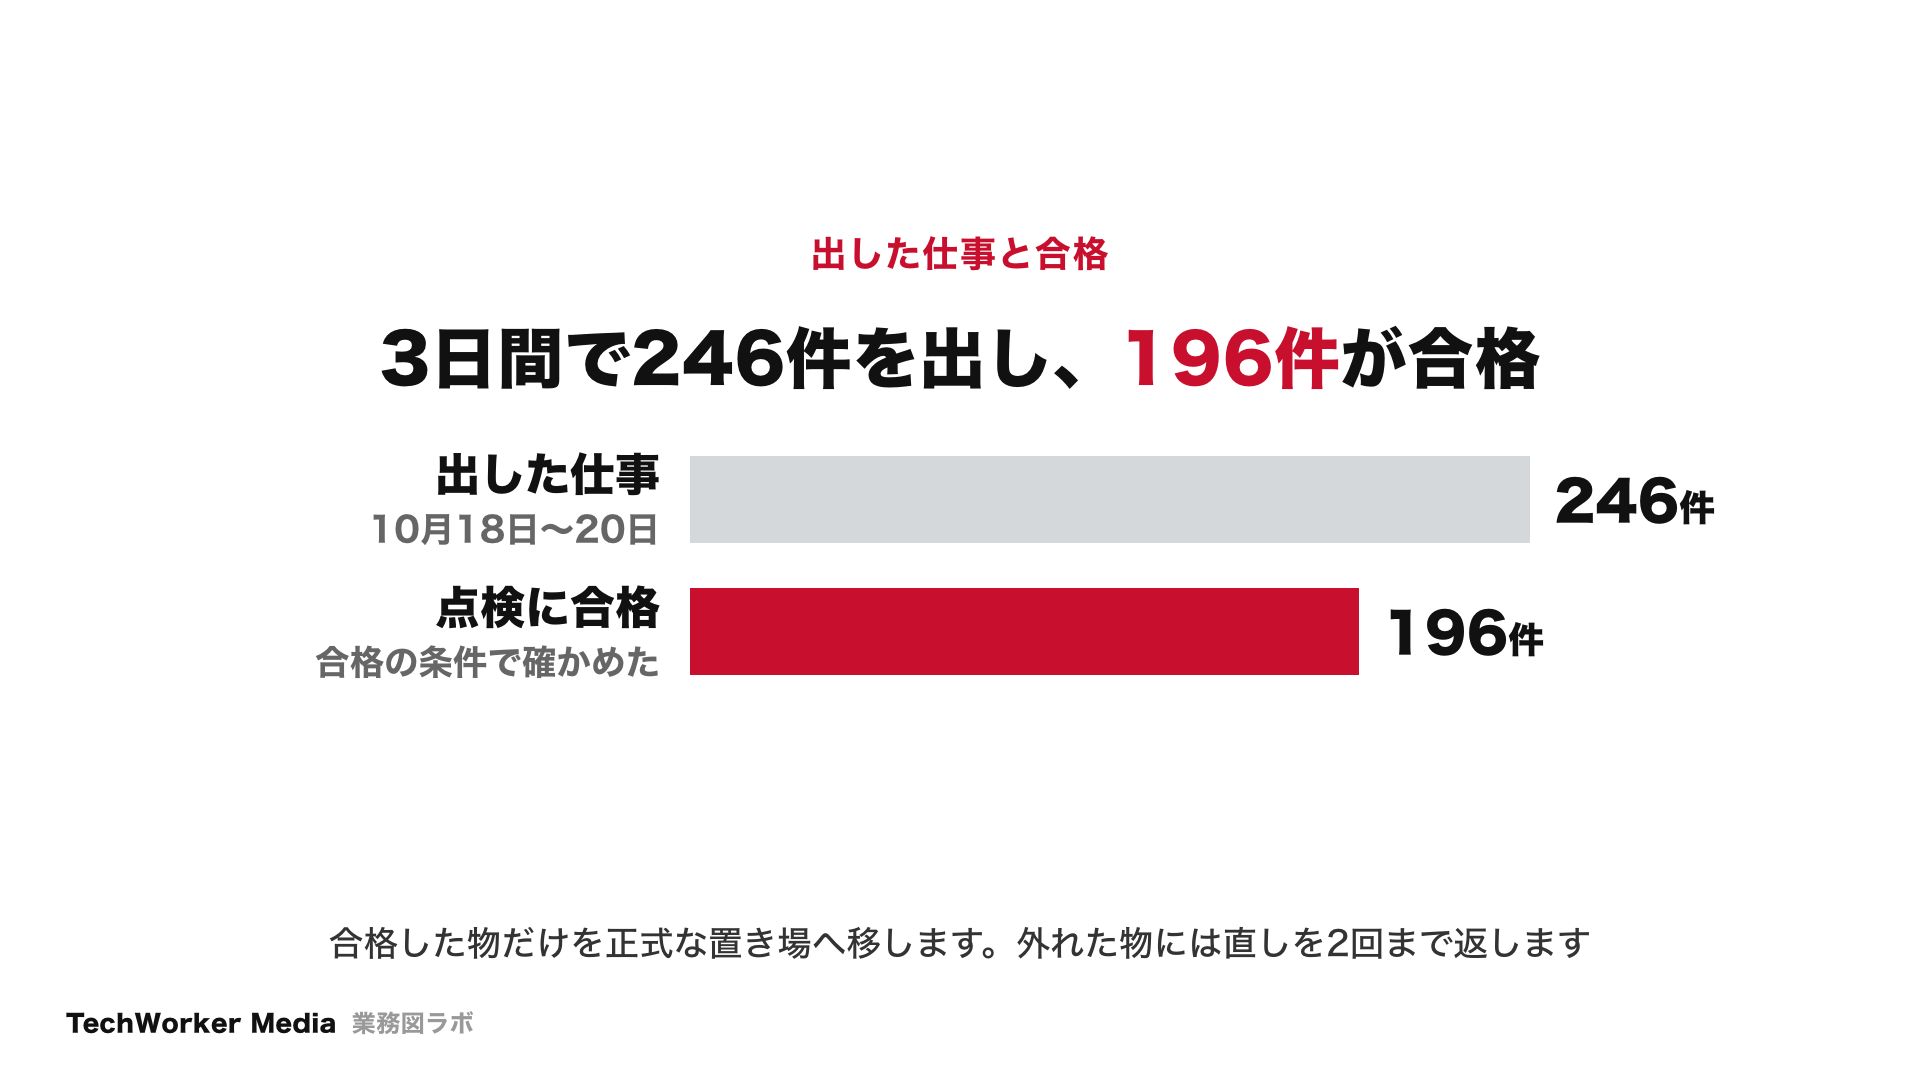 出した仕事と合格
3日間で246件を出し、196件が合格
出した仕事
10月18日〜20日
246件
点検に合格
合格の条件で確かめた
196件
合格した物だけを正式な置き場へ移します。外れた物には直しを2回まで返します
TechWorker Media 業務図ラボ